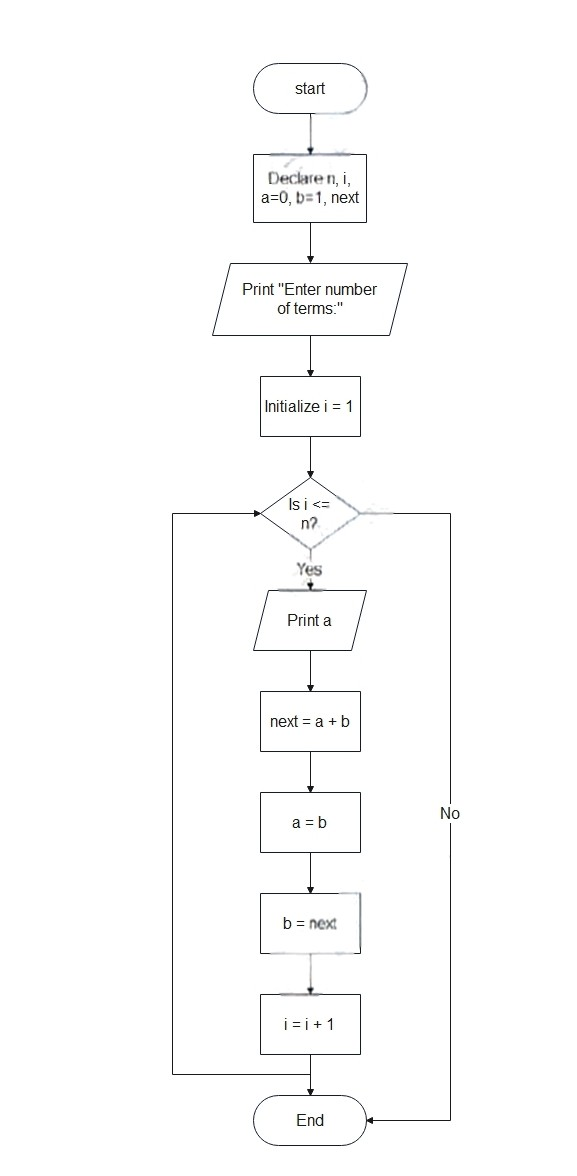 start
Declare n, i,
a=0, b=1, next
Print "Enter number
of terms:"
Initialize i = 1
Is i <=
n?
Yes
Print a
next = a + b
a = b
No
b = next
i = i + 1
End